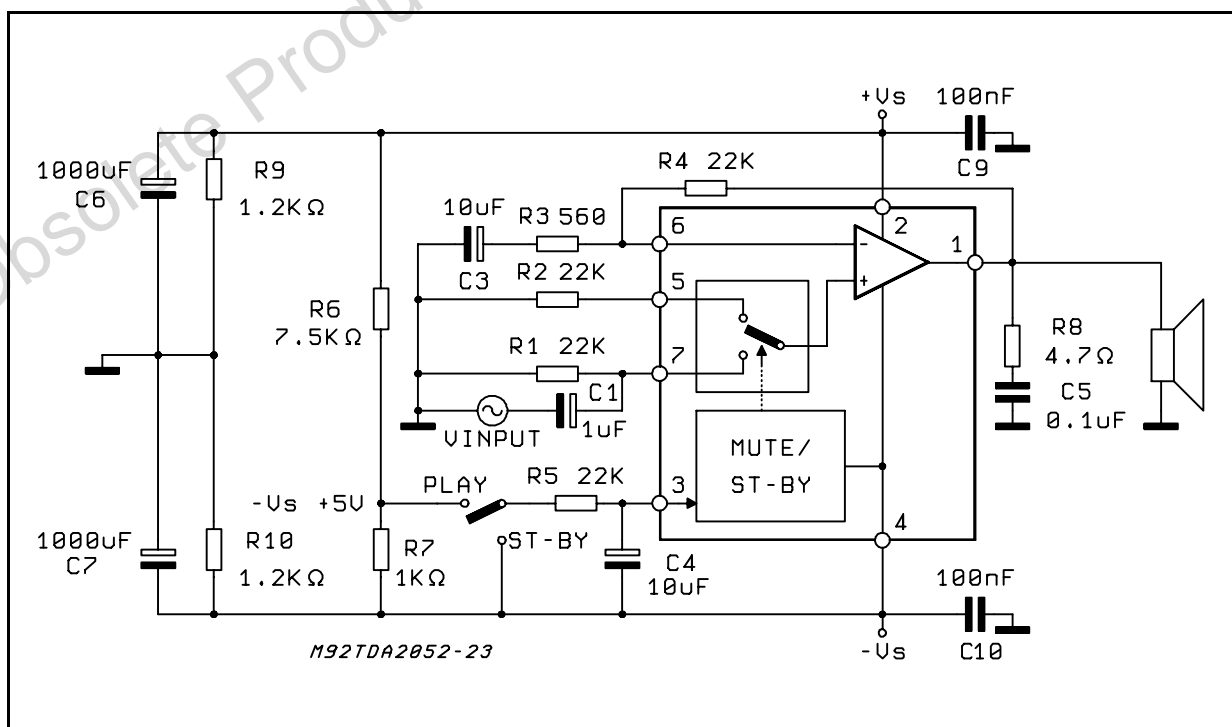 Obsolete Produ
+Vs 100nF
C9
R4 22K
1000uF
C6
R9
1.2KΩ
10uF
C3
R3 560
6
2
1
-
+
R2 22K
5
R6
7.5KΩ
R1 22K
7
C1
1uF
VINPUT
R8
4.7Ω
C5
0.1uF
MUTE/
ST-BY
PLAY
R5 22K
3
-Vs +5V
ST-BY
4
1000uF
C7
R10
1.2KΩ
R7
1KΩ
C4
10uF
100nF
C10
-Vs
M92TDA2052-23